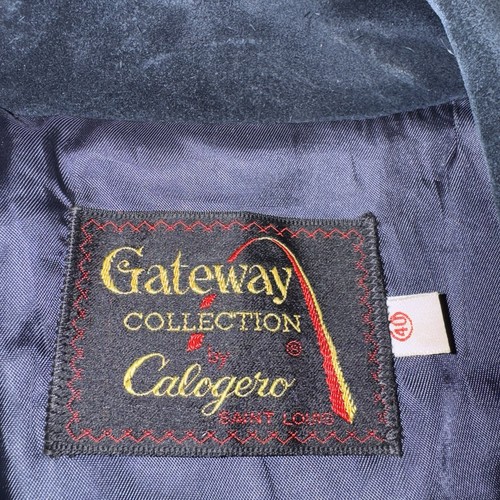 Gateway
COLLECTION
®
by
Calogero
SAINT LOUIS
40